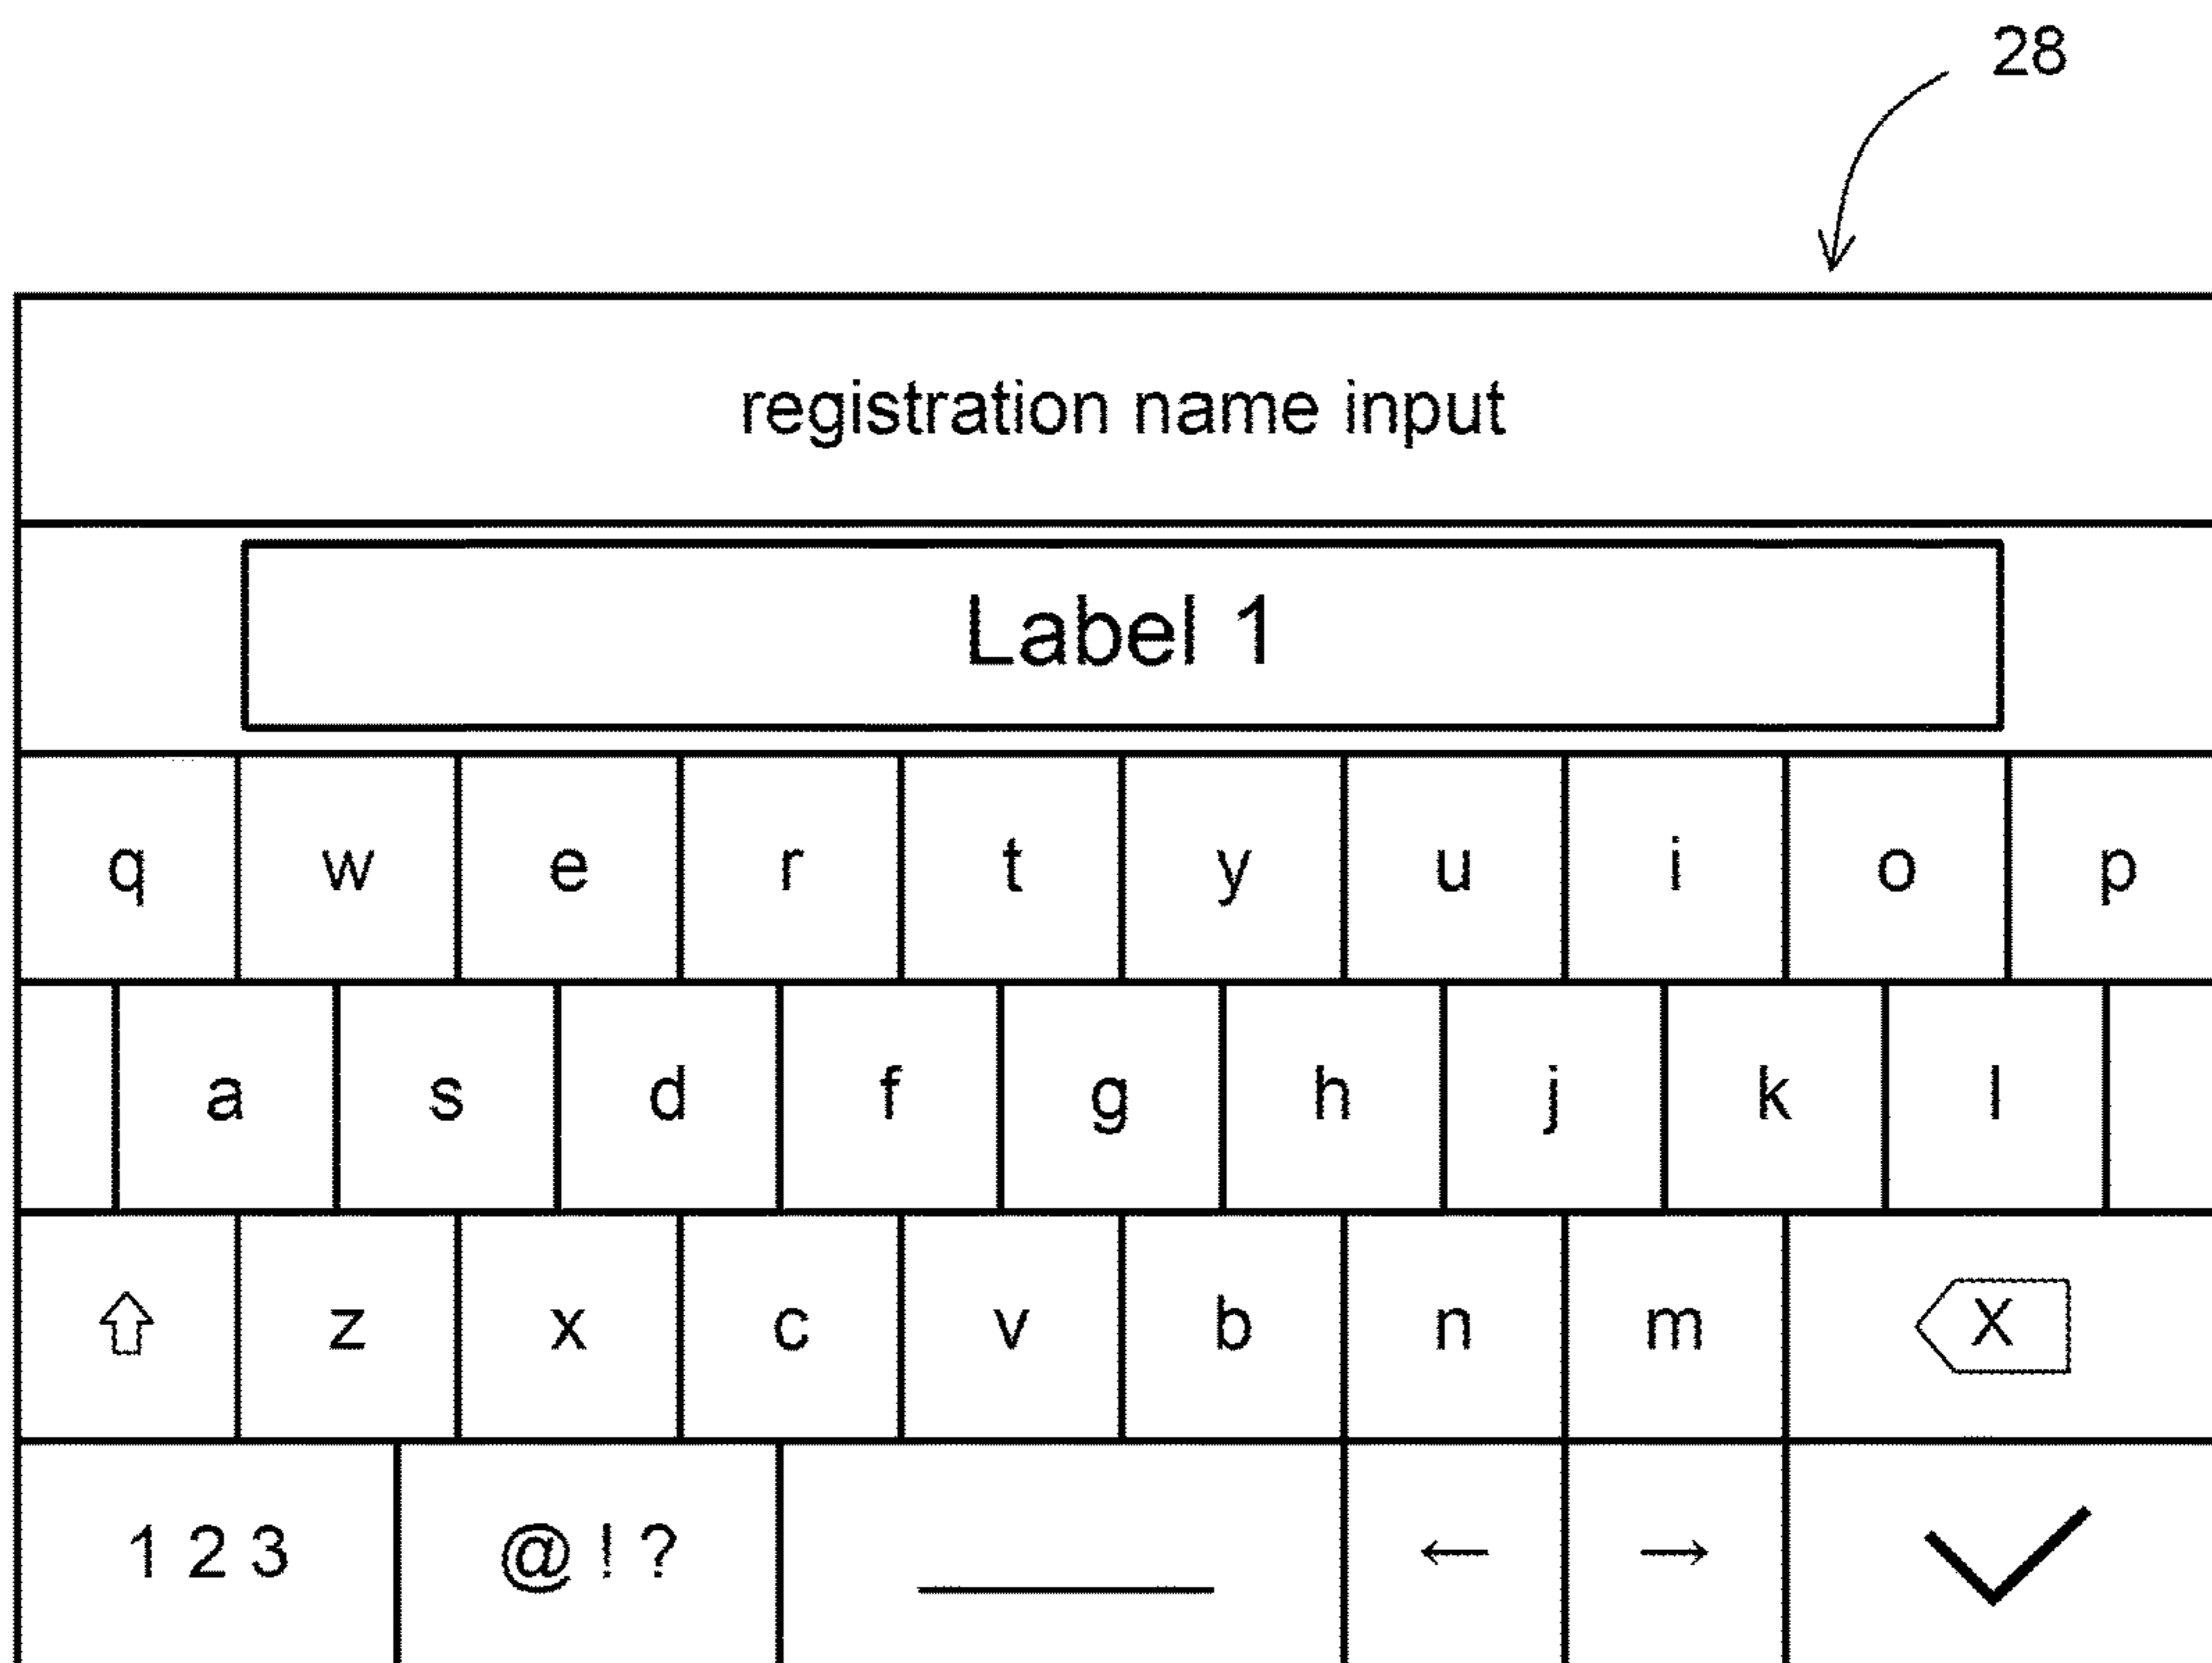 28
registration name input
Label 1
q w e r t y u i o p
a s d f g h j k l
z x c v b n m X
1 2 3 @ ! ? ← →